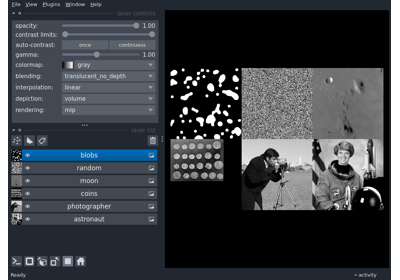 File View Plugins Window Help
layer controls
opacity: 1.00
contrast limits:
auto-contrast: once continuous
gamma: 1.00
colormap: gray
blending: translucent_no_depth
interpolation: linear
depiction: volume
rendering: mip
layer list
blobs
random
moon
coins
photographer
astronaut
Ready activity